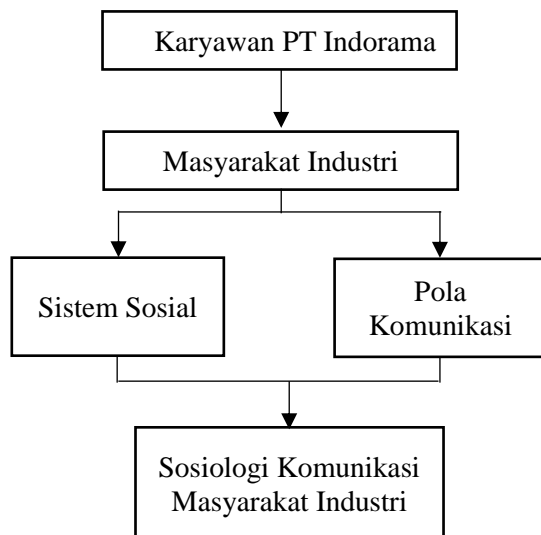 Karyawan PT Indorama
Masyarakat Industri
Sistem Sosial
Pola
Komunikasi
Sosiologi Komunikasi
Masyarakat Industri